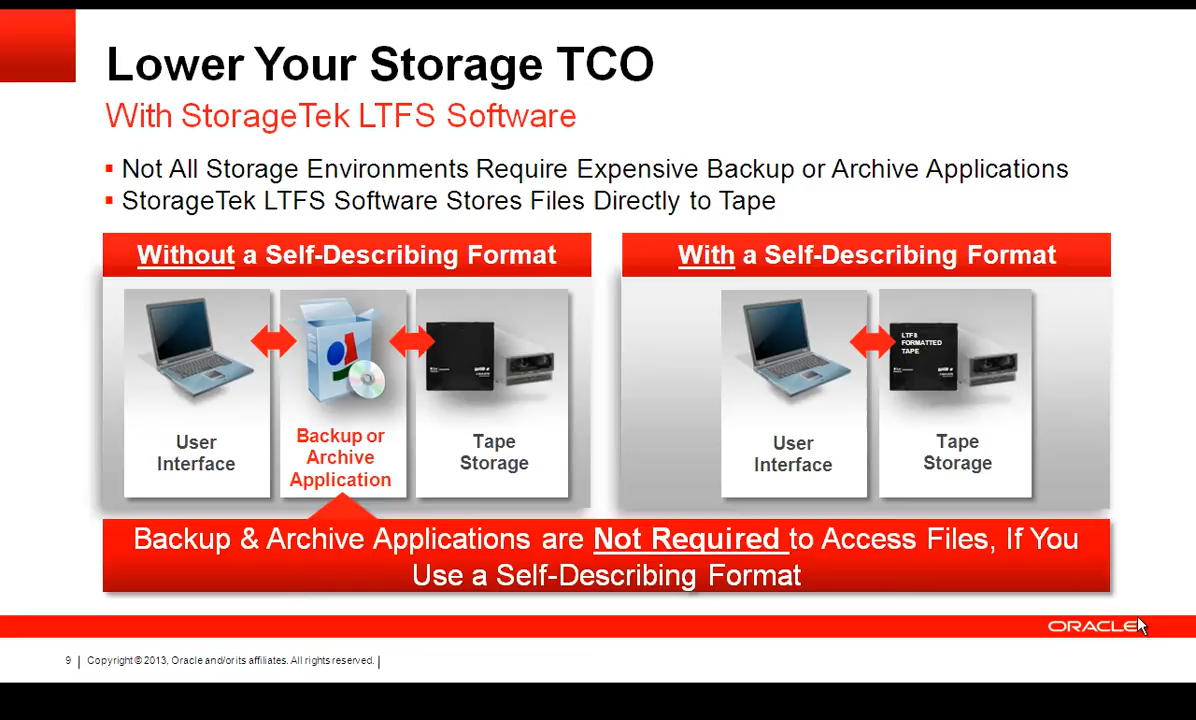 Lower Your Storage TCO
With StorageTek LTFS Software
Not All Storage Environments Require Expensive Backup or Archive Applications
StorageTek LTFS Software Stores Files Directly to Tape
Without a Self-Describing Format
With a Self-Describing Format
LTFS
FORMATTED
TAPE
User
Interface
Backup or
Archive
Application
Tape
Storage
User
Interface
Tape
Storage
Backup & Archive Applications are Not Required to Access Files, If You
Use a Self-Describing Format
ORACLE
9 | Copyright © 2013, Oracle and/orits affiliates. All rights reserved. |